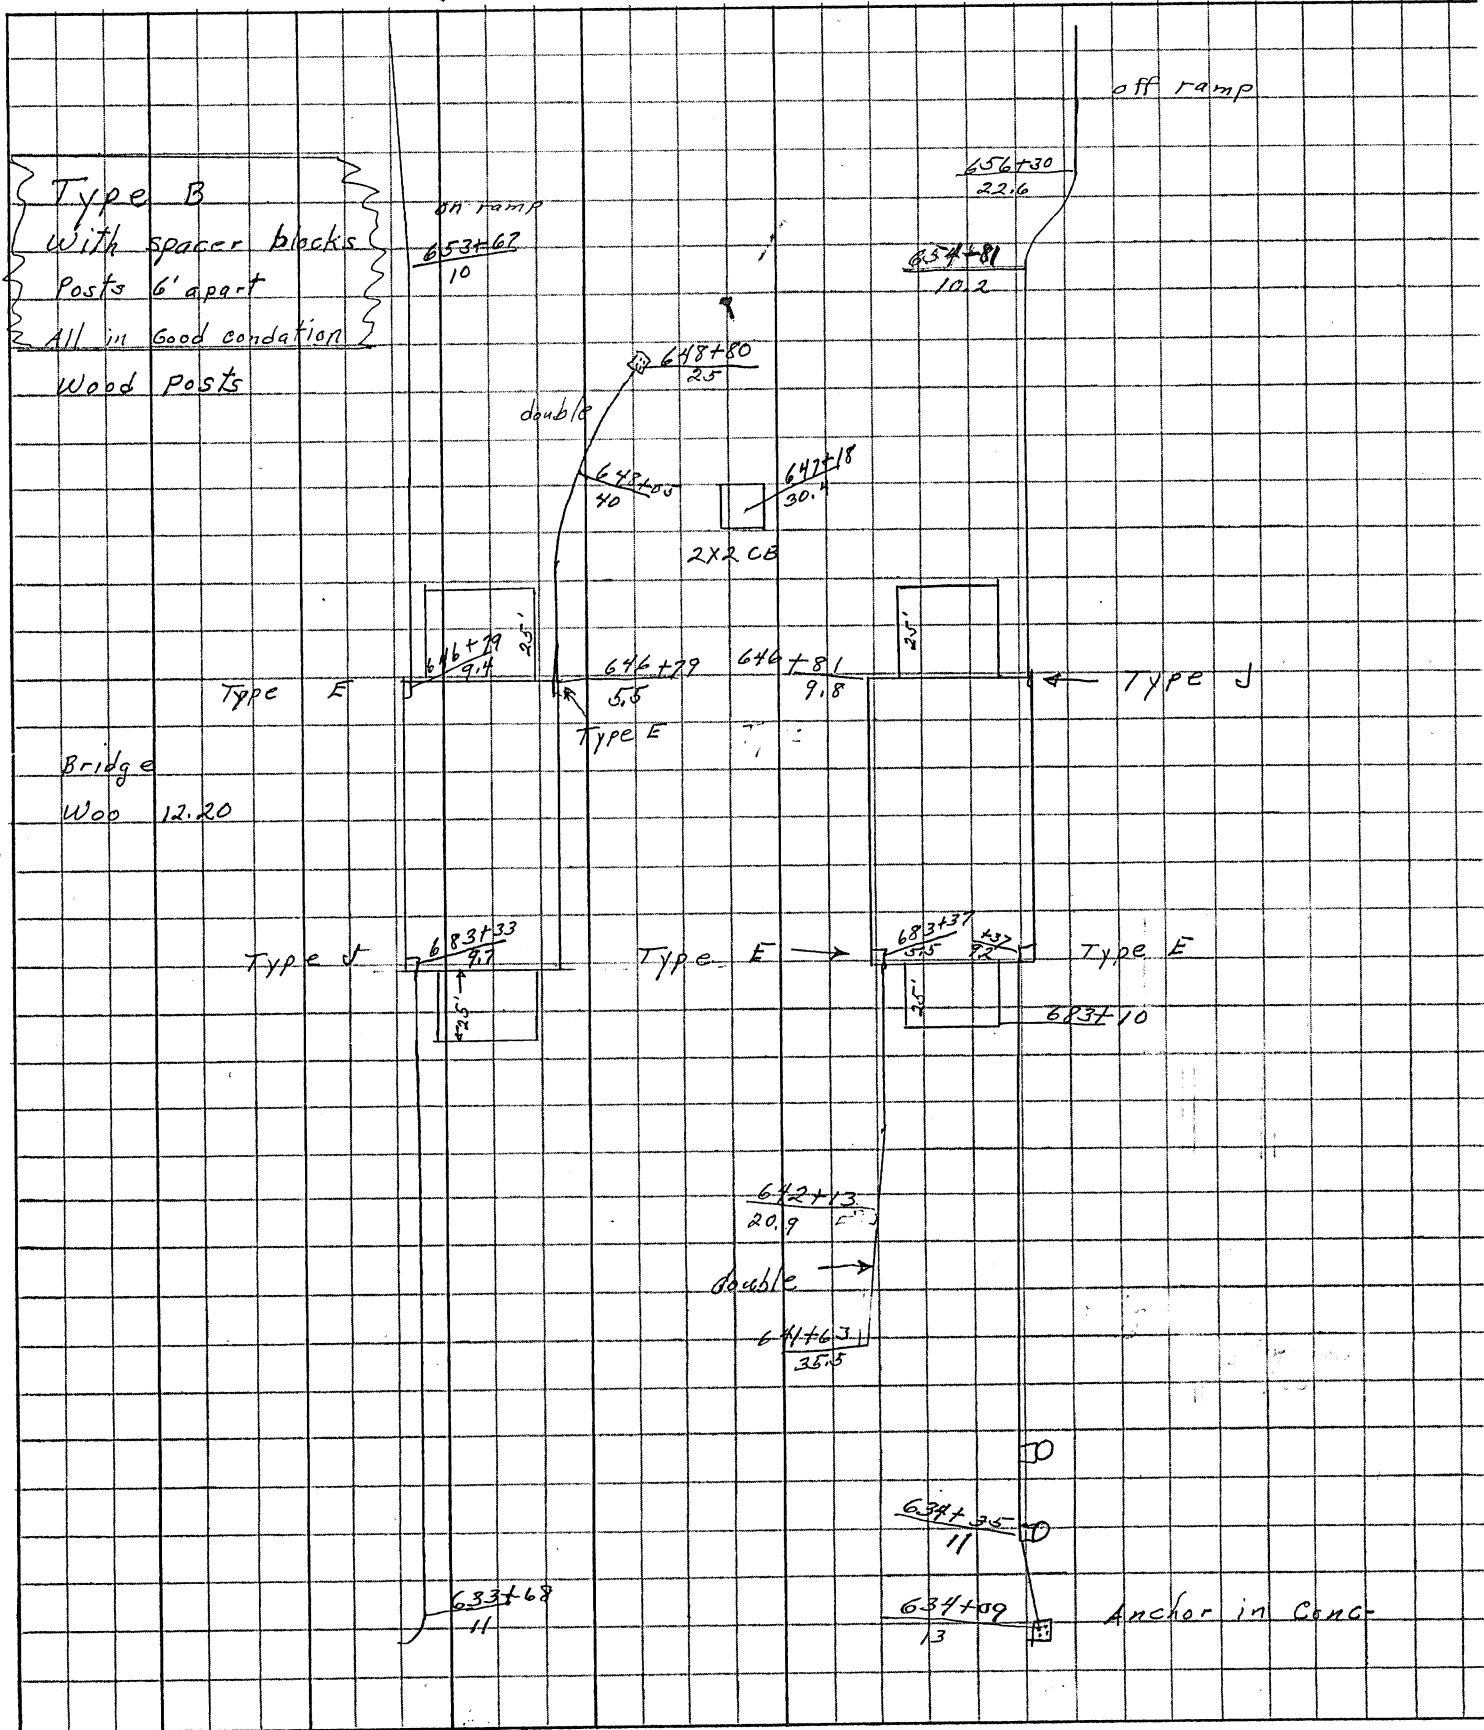 off ramp
656+30
22.6
Type B
With spacer blocks
Posts 6' apart
All in Good condation
Wood Posts
on ramp
653+62
10
654+81
10.2
648+80
25
double
648+05
40
647+18
30.4
2X2 CB
25'
25'
646+79
9.4
646+79
5.5
646+81
9.8
Type E
Type E
Type J
Bridge
Woo 12.20
683+33
9.7
Type J
Type E
683+37
5.5
+37
9.2
Type E
25'
25'
683+10
642+13
20.9
double
641+63
35.5
634+35
11
633+68
11
634+09
13
Anchor in Conc-